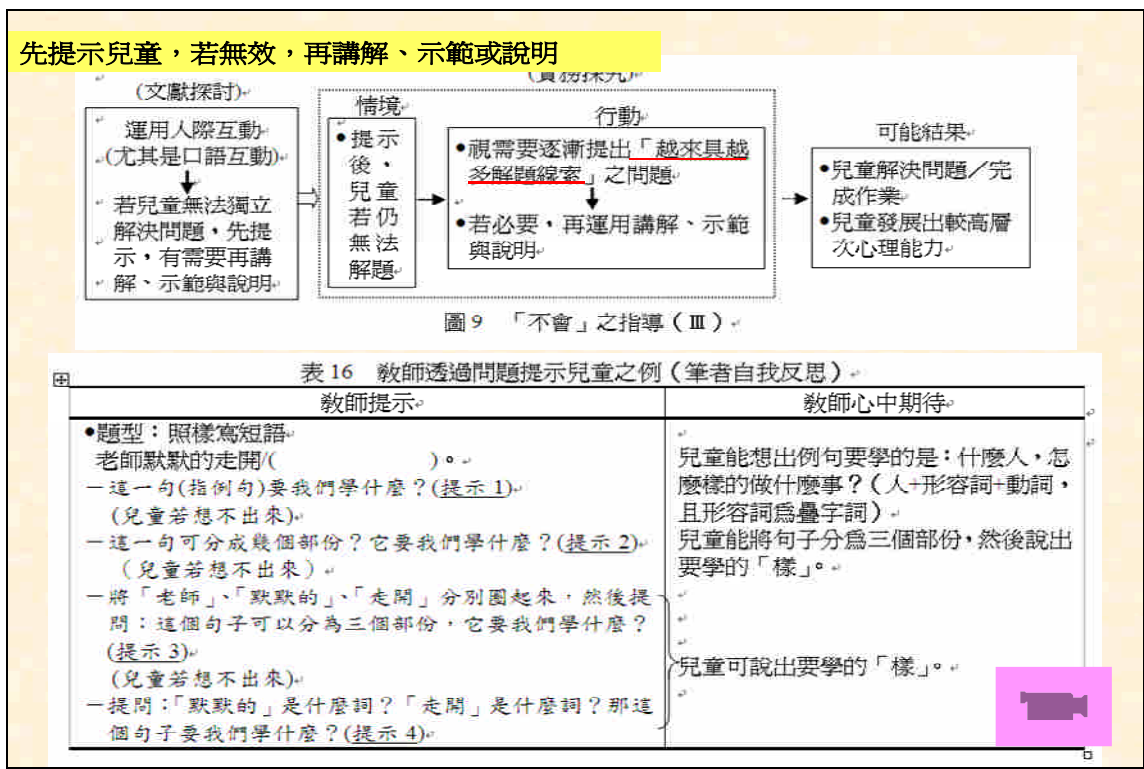 先提示兒童，若無效，再講解、示範或說明
(文獻探討)
(實務探究)
運用人際互動
(尤其是口語互動)
若兒童無法獨立
解決問題，先提
示，有需要再講
解、示範與說明
情境
•提示
後，
兒童
若仍
無法
解題
行動
•視需要逐漸提出「越來具越
多解題線索」之問題
•若必要，再運用講解、示範
與說明
可能結果
•兒童解決問題／完
成作業
•兒童發展出較高層
次心理能力
圖9 「不會」之指導（Ⅲ）
表16 教師透過問題提示兒童之例（筆者自我反思）
教師提示
教師心中期待
•題型：照樣寫短語
老師默默的走開/( )。
－這一句(指例句)要我們學什麼？(提示 1)
(兒童若想不出來)
－這一句可分成幾個部份？它要我們學什麼？(提示 2)
（兒童若想不出來）
－將「老師」、「默默的」、「走開」分別圈起來，然後提
問：這個句子可以分為三個部份，它要我們學什麼？
(提示 3)
(兒童若想不出來)
－提問：「默默的」是什麼詞？「走開」是什麼詞？那這
個句子要我們學什麼？(提示 4)
兒童能想出例句要學的是：什麼人，怎
麼樣的做什麼事？（人+形容詞+動詞，
且形容詞為疊字詞）
兒童能將句子分為三個部份，然後說出
要學的「樣」。
兒童可說出要學的「樣」。